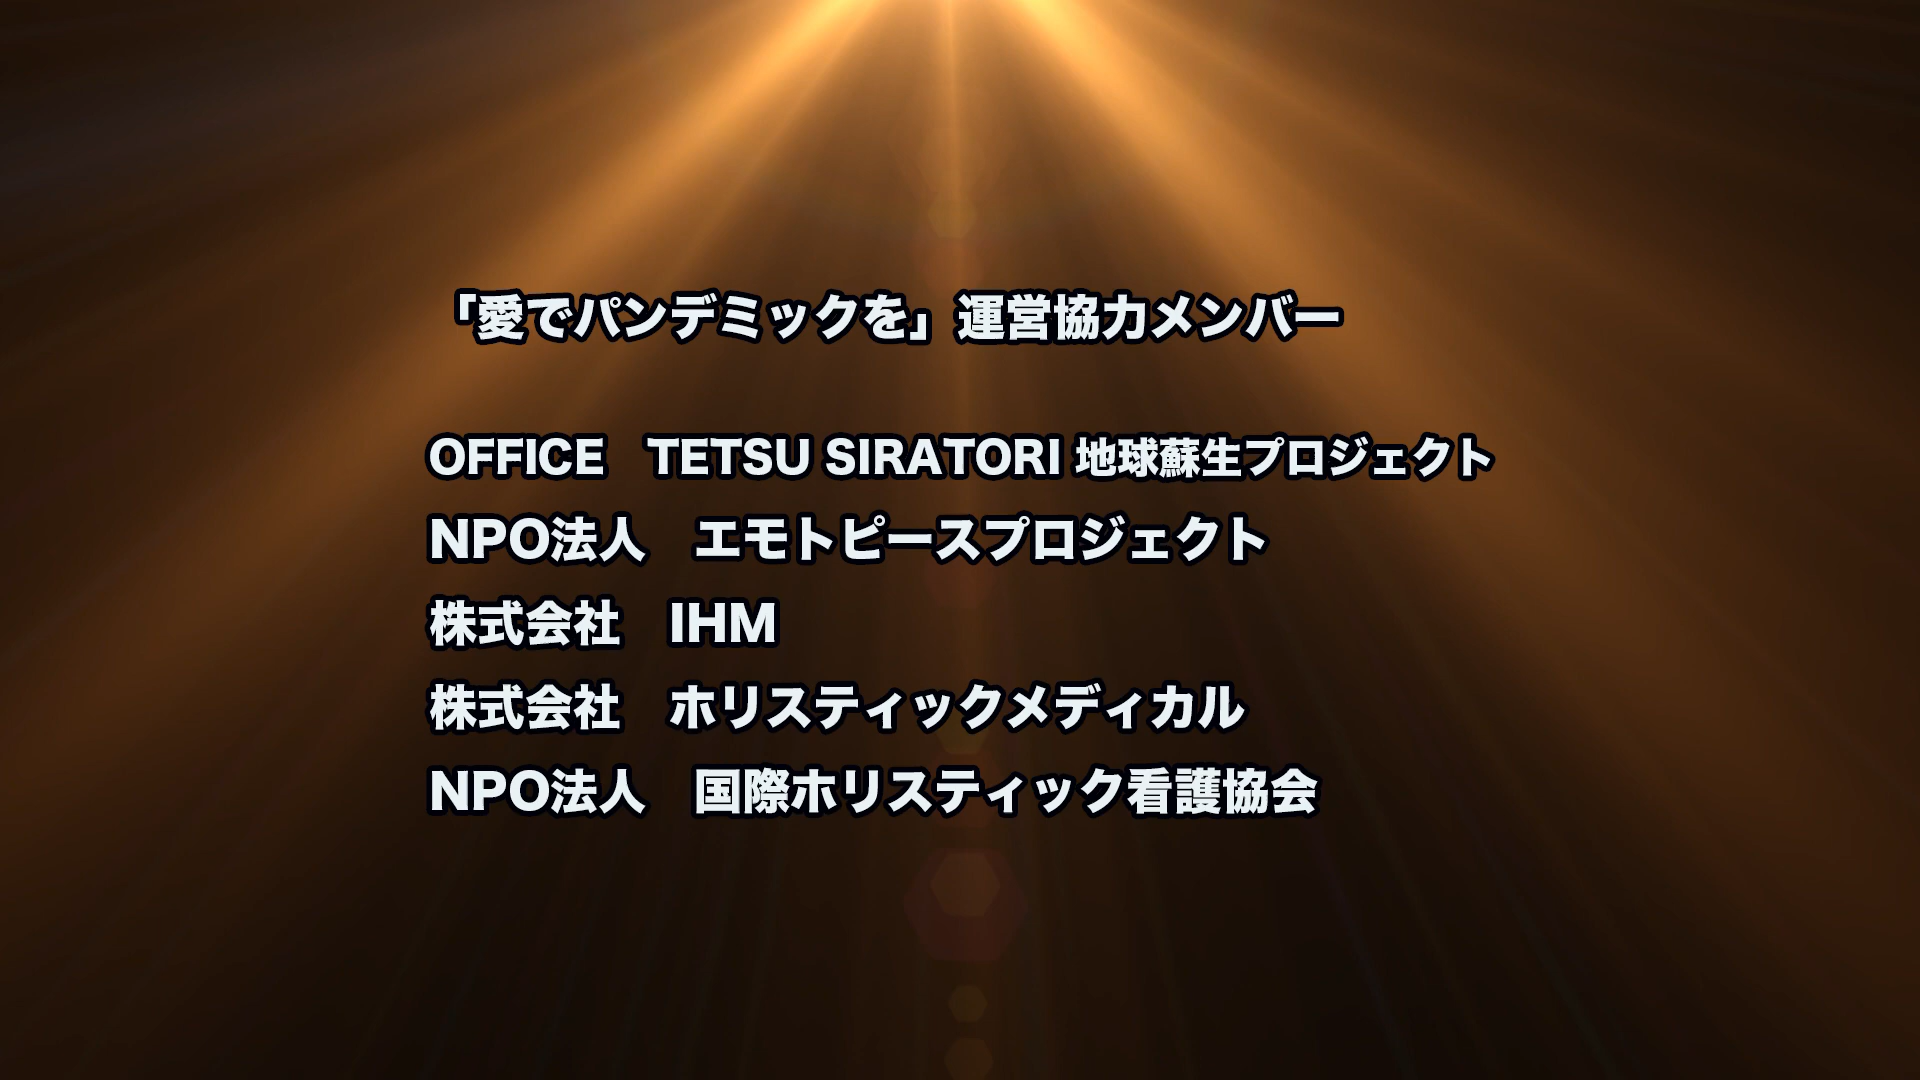 「愛でパンデミックを」運営協力メンバー
OFFICE　TETSU SIRATORI 地球蘇生プロジェクト
NPO法人　エモトピースプロジェクト
株式会社　IHM
株式会社　ホリスティックメディカル
NPO法人　国際ホリスティック看護協会